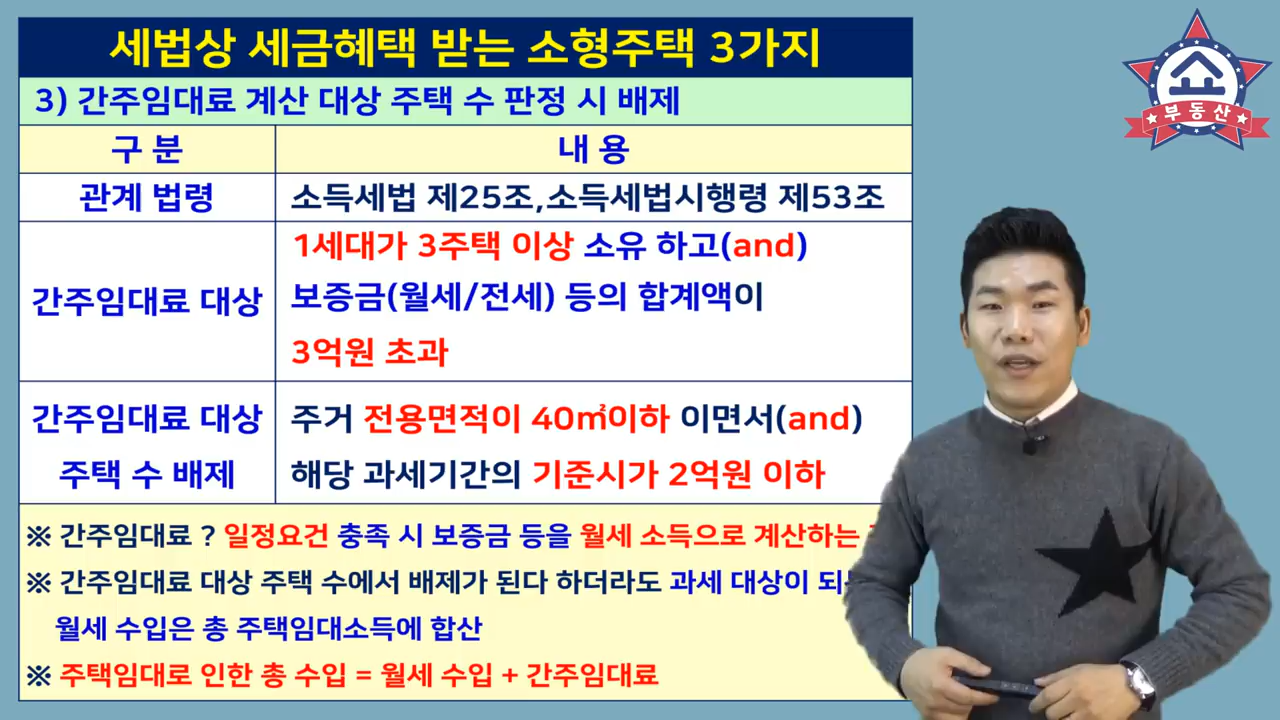 세법상 세금혜택 받는 소형주택 3가지
부동산
3) 간주임대료 계산 대상 주택 수 판정 시 배제
구 분 내 용
관계 법령 소득세법 제25조,소득세법시행령 제53조
간주임대료 대상
1세대가 3주택 이상 소유 하고(and)
보증금(월세/전세) 등의 합계액이
3억원 초과
간주임대료 대상
주택 수 배제
주거 전용면적이 40㎡이하 이면서(and)
해당 과세기간의 기준시가 2억원 이하
※ 간주임대료 ? 일정요건 충족 시 보증금 등을 월세 소득으로 계산하는
※ 간주임대료 대상 주택 수에서 배제가 된다 하더라도 과세 대상이
월세 수입은 총 주택임대소득에 합산
※ 주택임대로 인한 총 수입 = 월세 수입 + 간주임대료